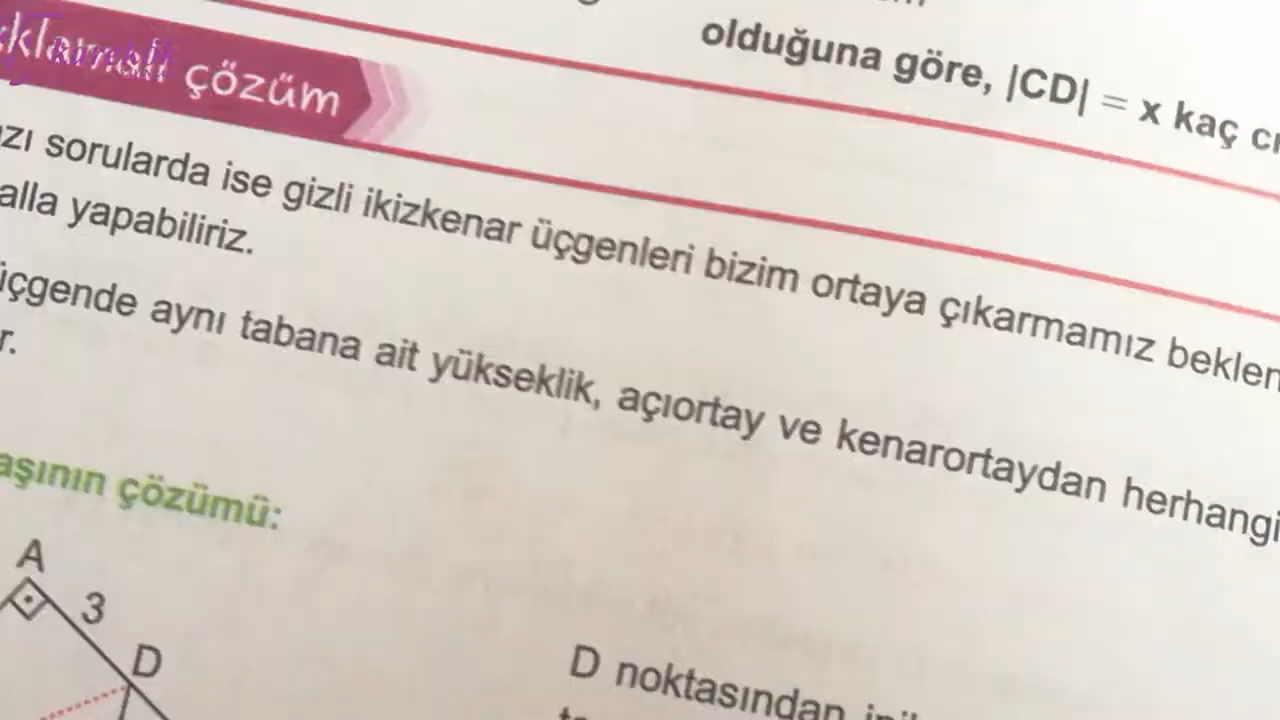 olduğuna göre, |CD| = x kaç
çözüm
sorularda ise gizli ikizkenar üçgenleri bizim ortaya çıkarmamız
yapabiliriz.
aynı tabana ait yükseklik, açıortay ve kenarortaydan herhangi
çözümü:
A
3
D
D noktasından